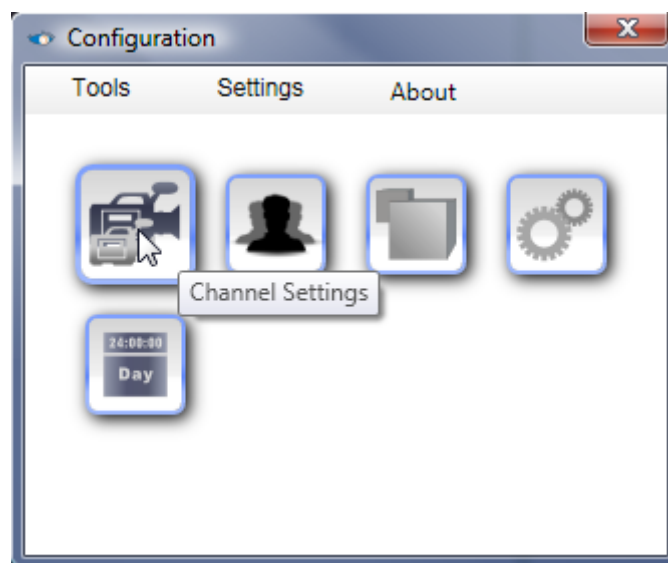 Configuration
Tools Settings About
Channel Settings
24:00:00
Day